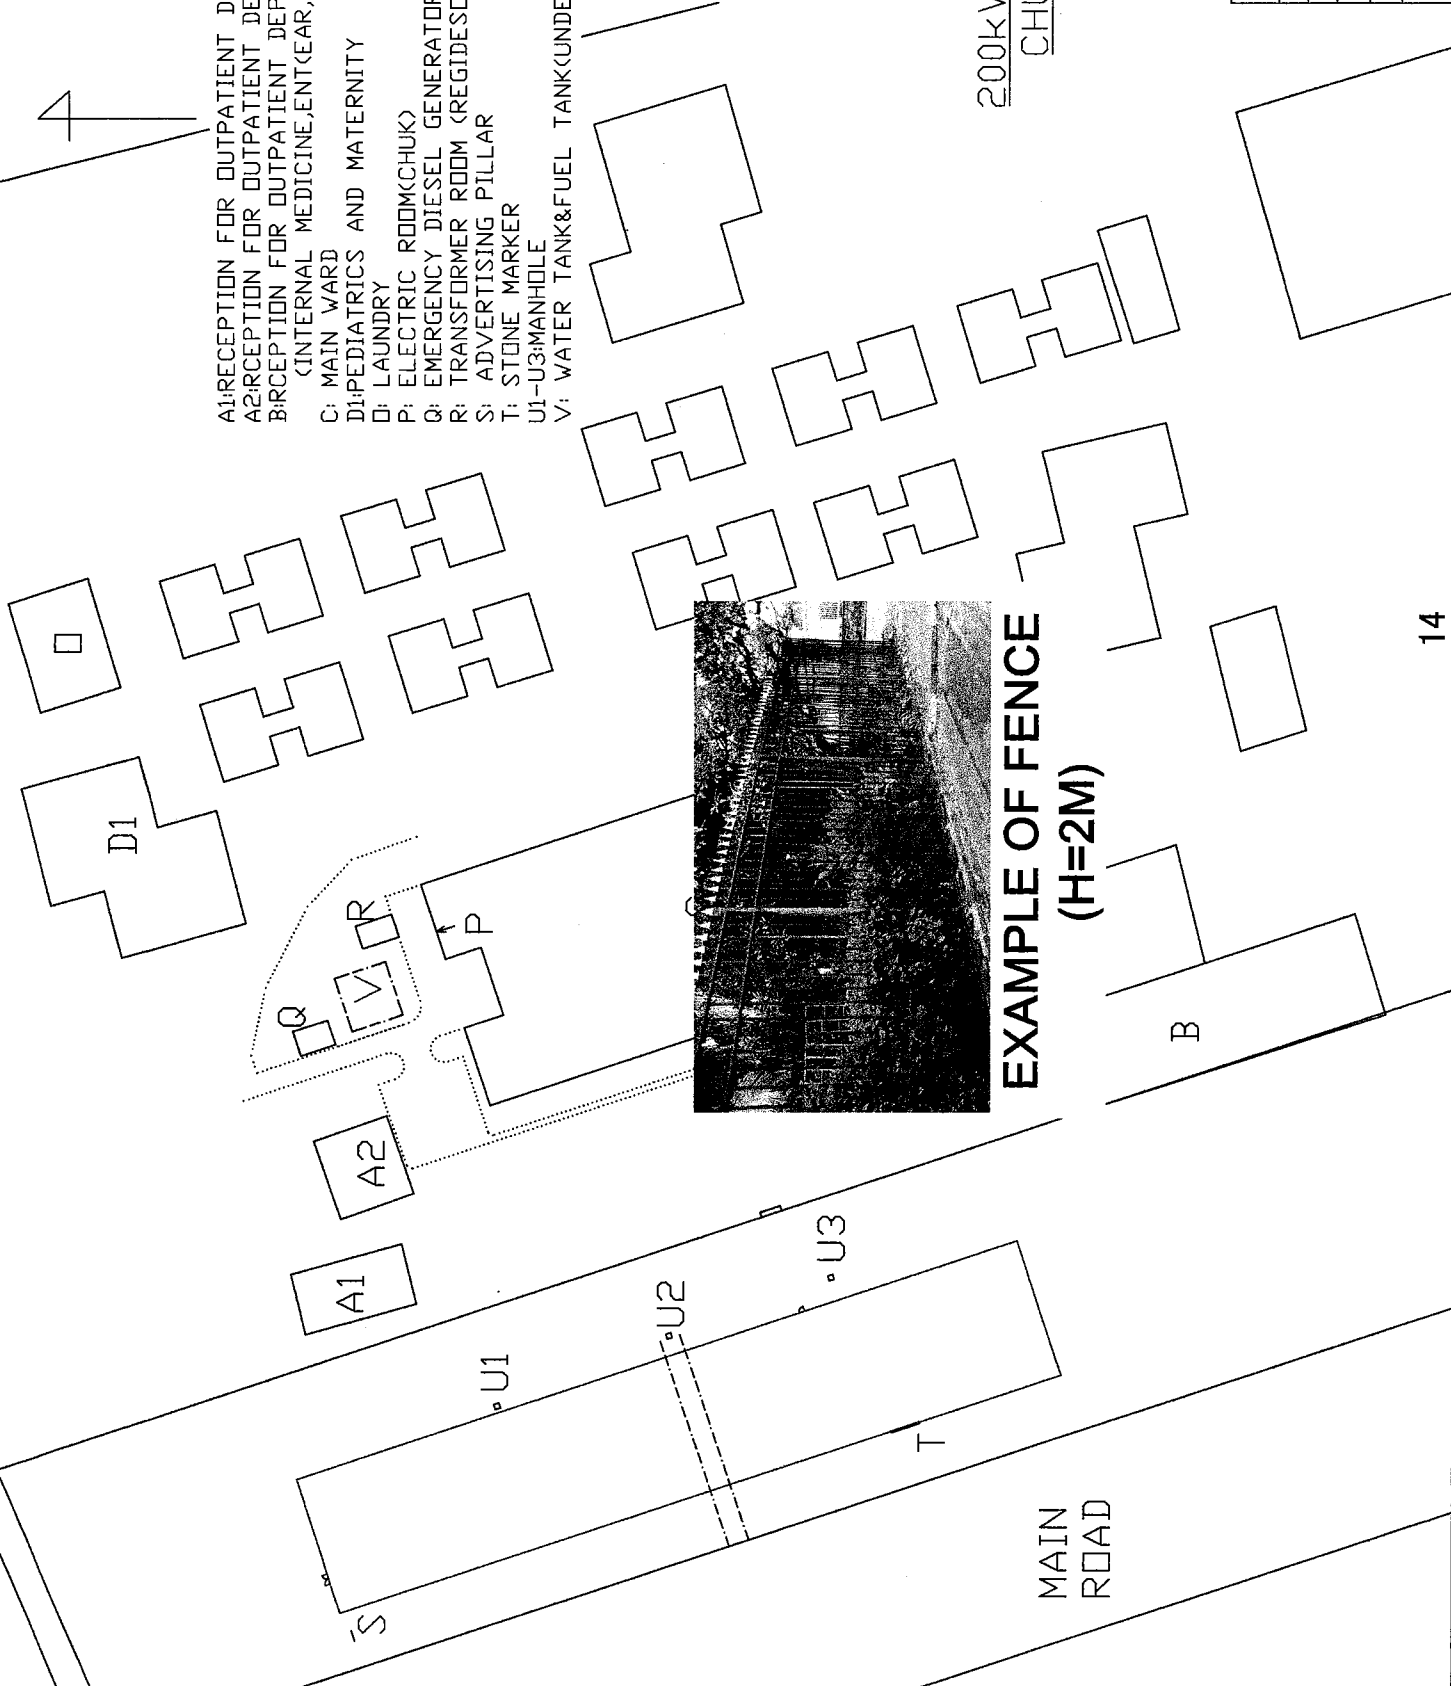 A1:RECEPTION FOR OUTPATIENT D
A2:RCEPTION FOR OUTPATIENT DE
B:RCEPTION FOR OUTPATIENT DEP
(INTERNAL MEDICINE,ENT(EAR,
C: MAIN WARD
D1:PEDIATRICS AND MATERNITY
O: LAUNDRY
P: ELECTRIC ROOM(CHUK)
Q: EMERGENCY DIESEL GENERATOR
R: TRANSFORMER ROOM (REGIDESO
S: ADVERTISING PILLAR
T: STONE MARKER
U1-U3:MANHOLE
V: WATER TANK&FUEL TANK(UNDE
O
D1
Q
V
R
P
A2
A1
U1
U2
U3
S
T
B
MAIN
ROAD
EXAMPLE OF FENCE
(H=2M)
200kV
CHU
14